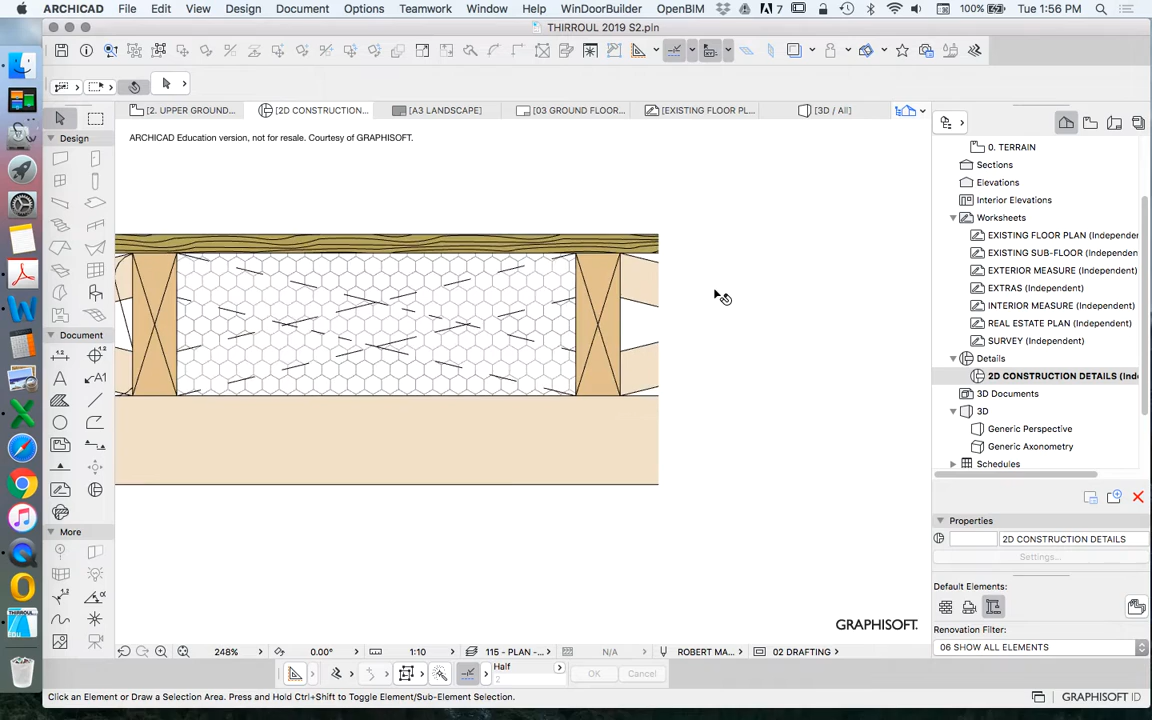 ARCHICAD File Edit View Design Document Options Teamwork Window Help WinDoorBuilder OpenBIM 7 100% Tue 1:56 PM
THIRROUL 2019 S2.pln
[2. UPPER GROUND... [2D CONSTRUCTION... [A3 LANDSCAPE] [03 GROUND FLOOR... [EXISTING FLOOR PL... [3D / All]
ARCHICAD Education version, not for resale. Courtesy of GRAPHISOFT.
Design
Document
More
0. TERRAIN
Sections
Elevations
Interior Elevations
Worksheets
EXISTING FLOOR PLAN (Independen
EXISTING SUB-FLOOR (Independen
EXTERIOR MEASURE (Independent)
EXTRAS (Independent)
INTERIOR MEASURE (Independent)
REAL ESTATE PLAN (Independent)
SURVEY (Independent)
Details
2D CONSTRUCTION DETAILS (Inde
3D Documents
3D
Generic Perspective
Generic Axonometry
Schedules
Properties
2D CONSTRUCTION DETAILS
Settings...
Default Elements:
Renovation Filter:
06 SHOW ALL ELEMENTS
GRAPHISOFT.
248% 0.00° 1:10 115 - PLAN -... N/A ROBERT MA... 02 DRAFTING
Half
2
OK Cancel
Click an Element or Draw a Selection Area. Press and Hold Ctrl+Shift to Toggle Element/Sub-Element Selection.
GRAPHISOFT ID